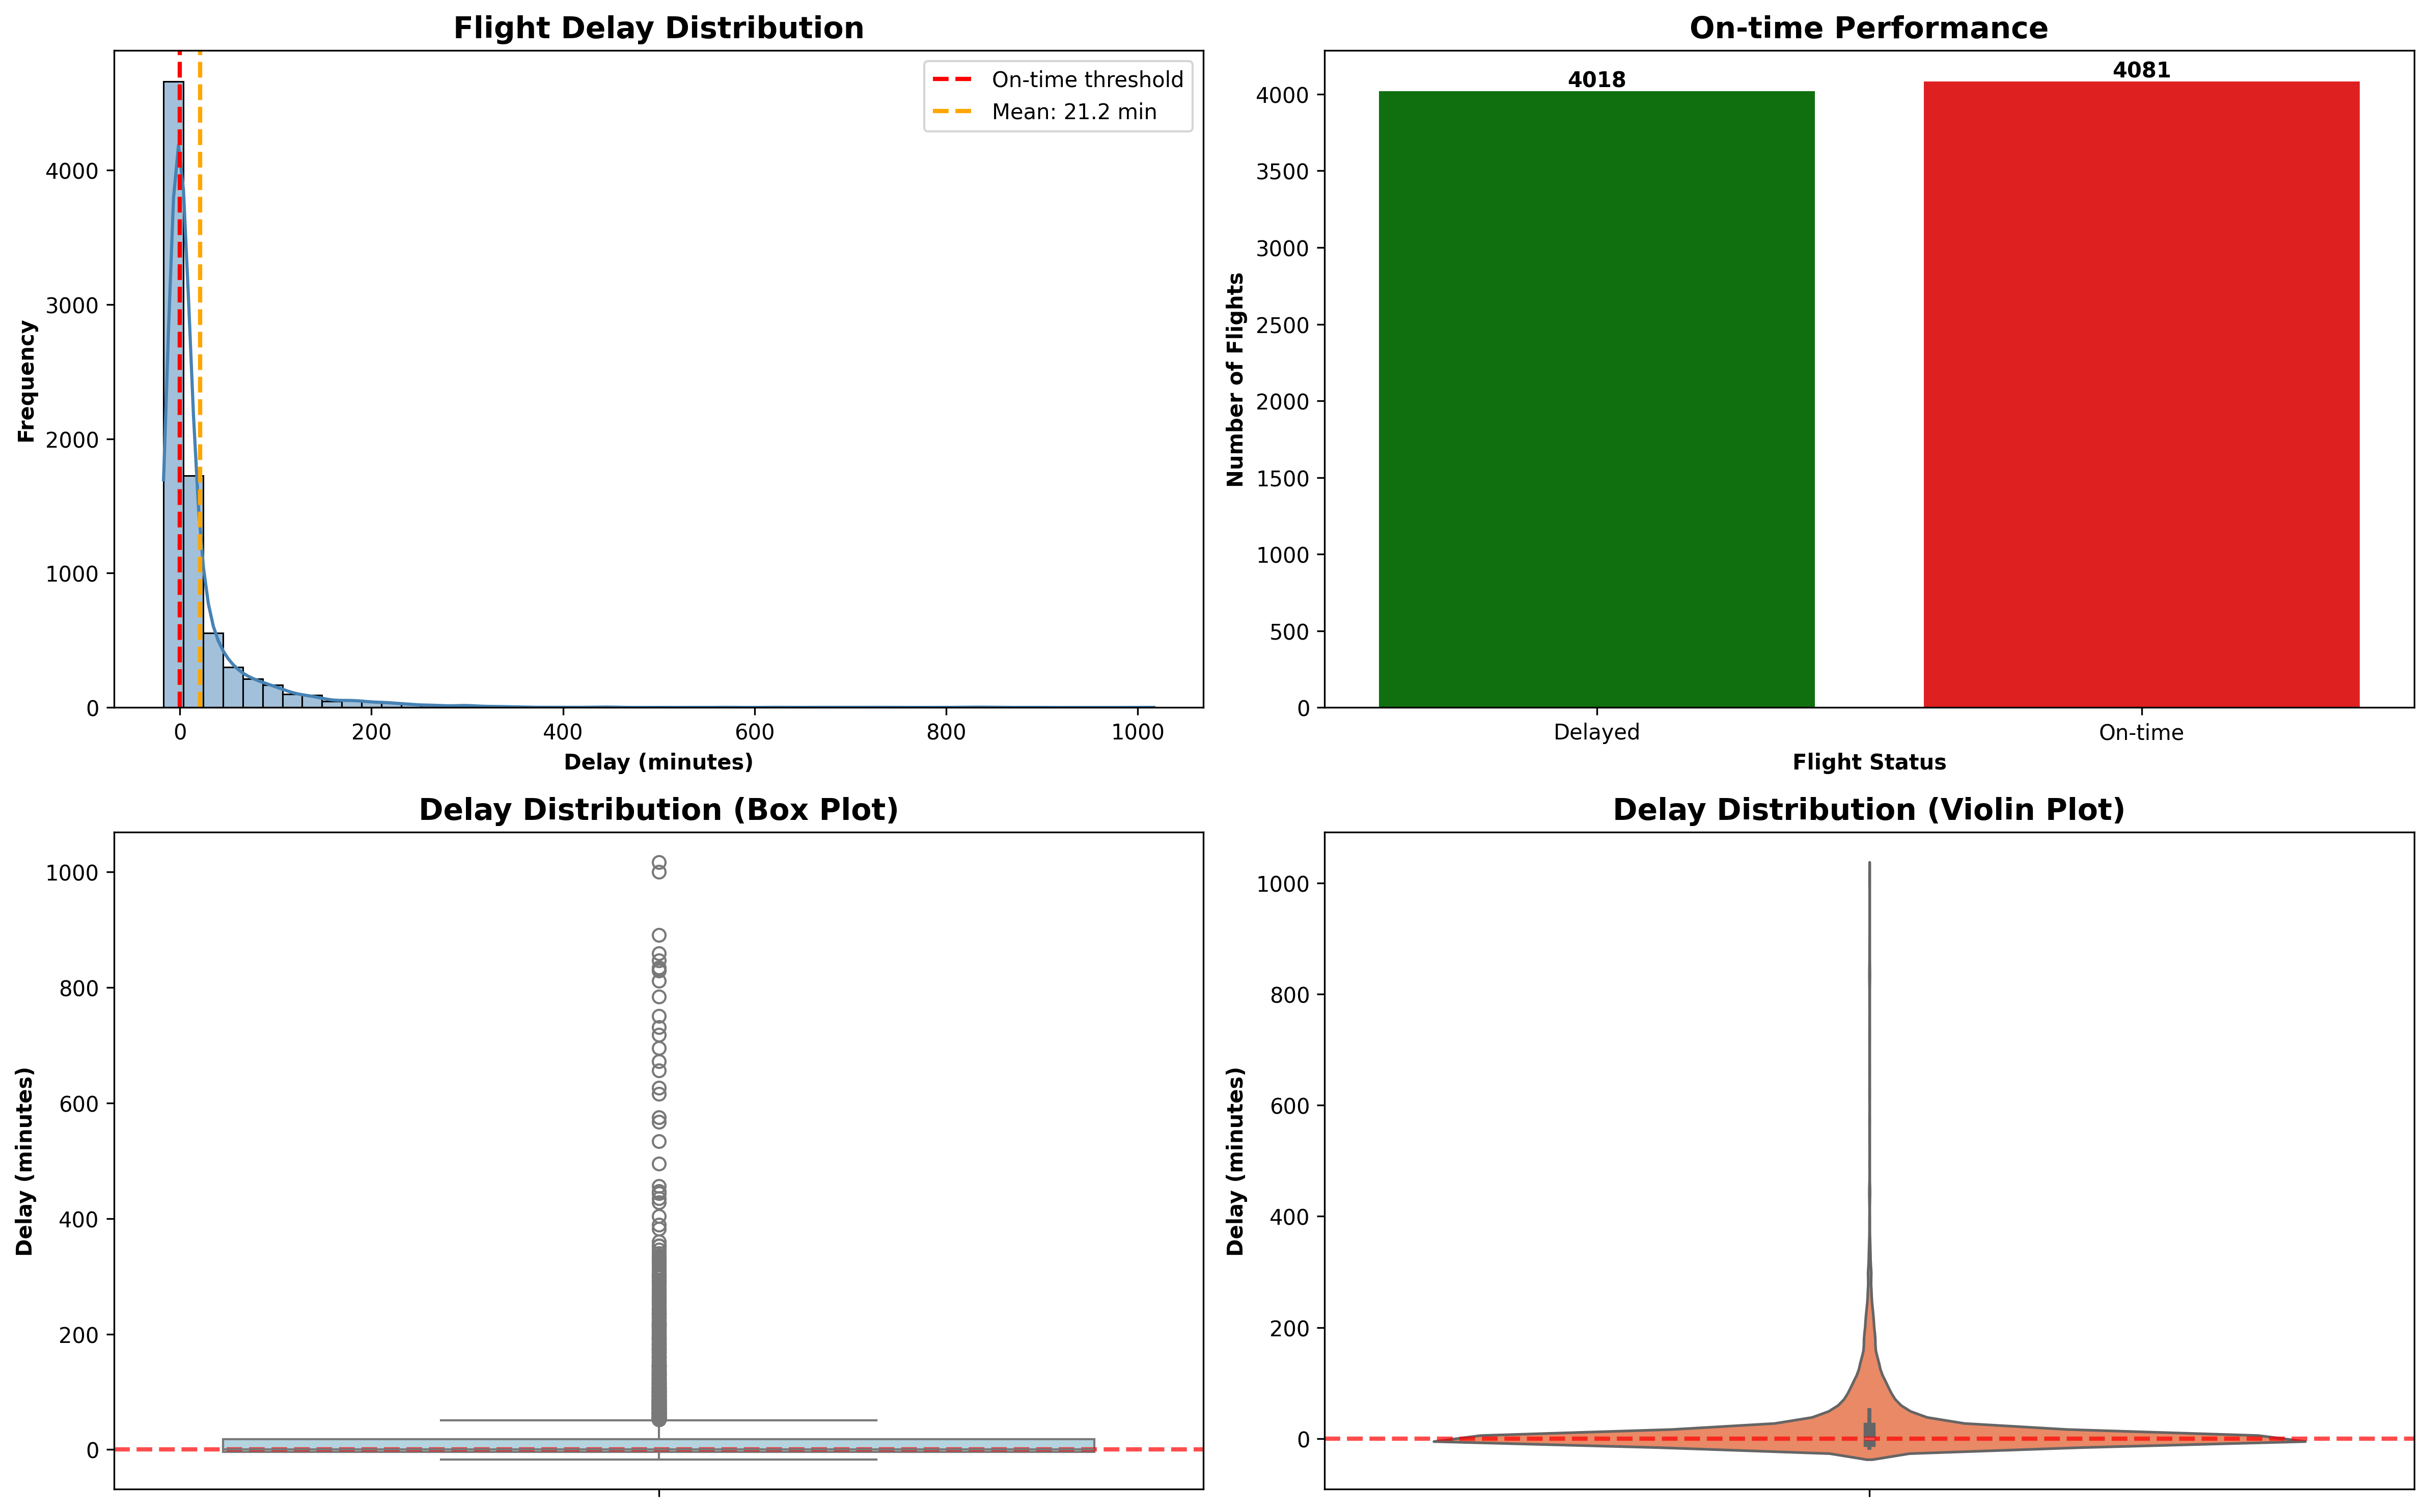 Flight Delay Distribution
On-time threshold
Mean: 21.2 min
4000
3000
2000
1000
0
Frequency
0 200 400 600 800 1000
Delay (minutes)
On-time Performance
4018
4081
4000
3500
3000
2500
2000
1500
1000
500
0
Number of Flights
Delayed On-time
Flight Status
Delay Distribution (Box Plot)
1000
800
600
400
200
0
Delay (minutes)
Delay Distribution (Violin Plot)
1000
800
600
400
200
0
Delay (minutes)